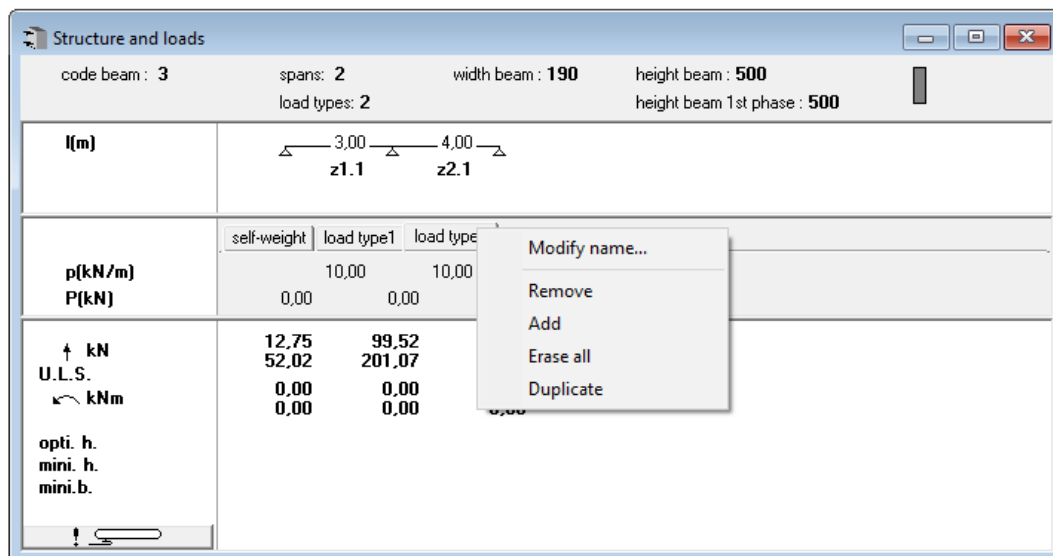 Structure and loads
code beam : 3 spans: 2 width beam : 190 height beam : 500
load types: 2 height beam 1st phase : 500
l(m) 3,00 4,00
z1.1 z2.1
self-weight load type1 load type
Modify name...
p(kN/m) 10,00 10,00
P(kN) 0,00 0,00
Remove
Add
Erase all
Duplicate
kN 12,75 99,52
52,02 201,07
U.L.S.
kNm 0,00 0,00
0,00 0,00 0,00
opti. h.
mini. h.
mini.b.
!